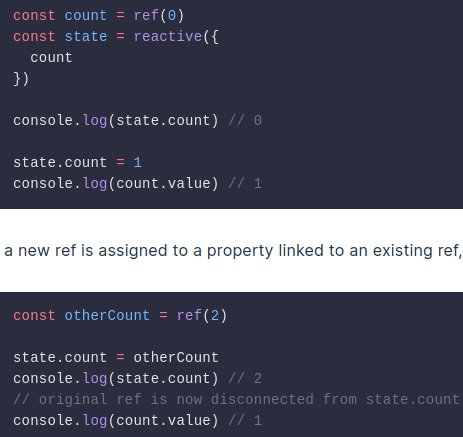 const count = ref(0)
const state = reactive({
  count
})
console.log(state.count) // 0
state.count = 1
console.log(count.value) // 1
a new ref is assigned to a property linked to an existing ref,
const otherCount = ref(2)
state.count = otherCount
console.log(state.count) // 2
// original ref is now disconnected from state.count
console.log(count.value) // 1